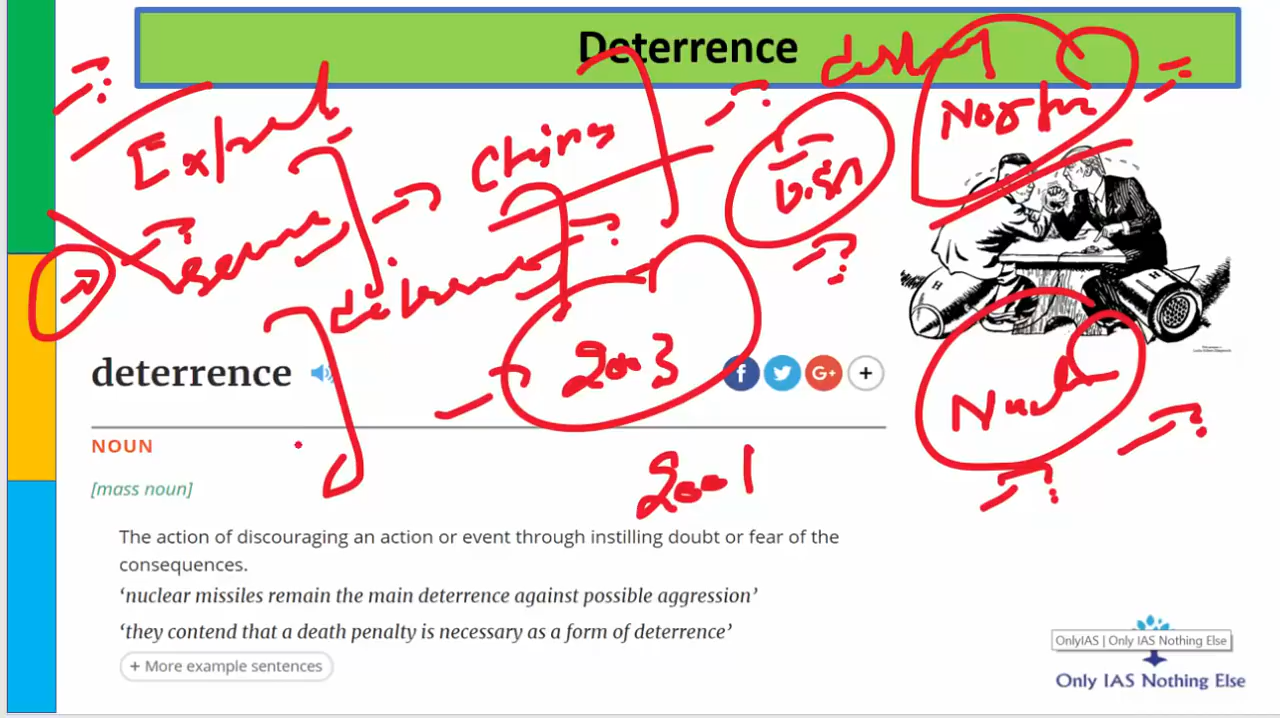 Deterrence
North
China
U.S.A
deterrence
2003
f
G+
+
Nucle
NOUN
2001
[mass noun]
The action of discouraging an action or event through instilling doubt or fear of the
consequences.
‘nuclear missiles remain the main deterrence against possible aggression’
‘they contend that a death penalty is necessary as a form of deterrence’
+ More example sentences
OnlyIAS | Only IAS Nothing Else
Only IAS Nothing Else
H
H